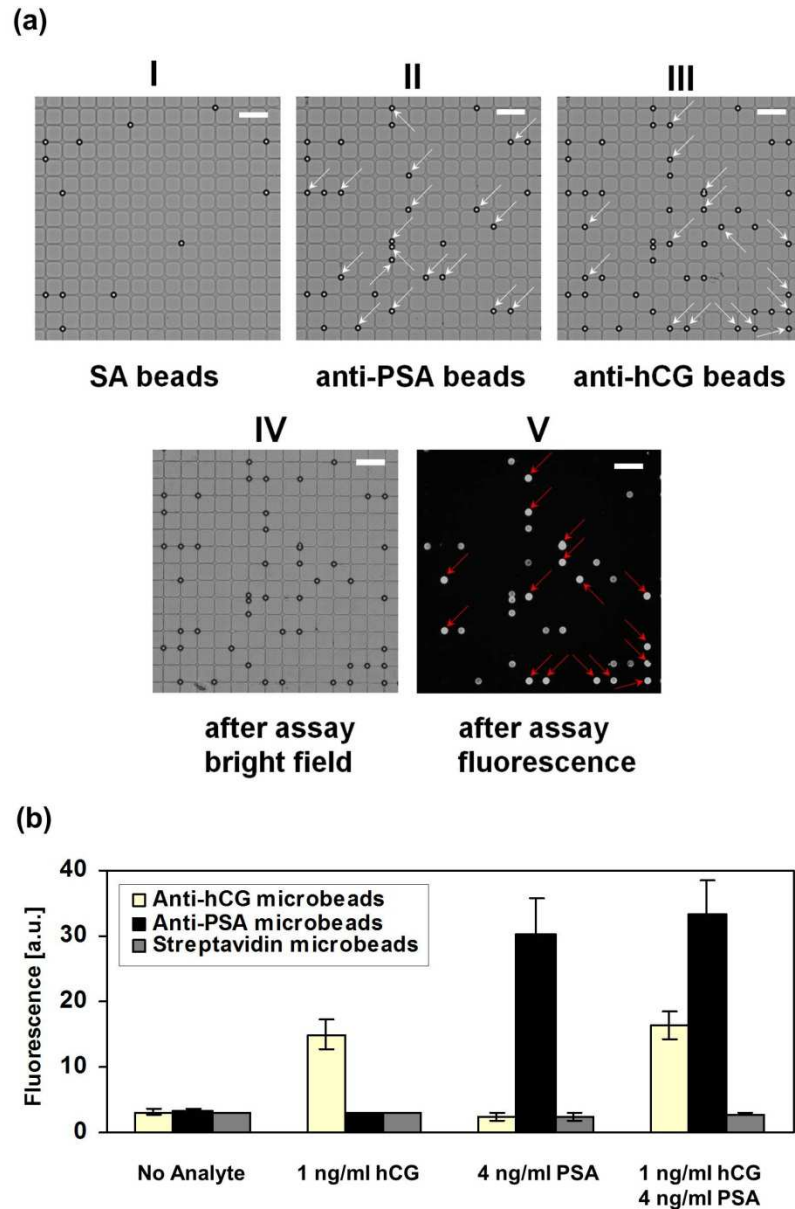 (a)
I
II
III
SA beads
anti-PSA beads
anti-hCG beads
IV
V
after assay
bright field
after assay
fluorescence
(b)
Fluorescence [a.u.]
40
30
20
10
0
Anti-hCG microbeads
Anti-PSA microbeads
Streptavidin microbeads
No Analyte
1 ng/ml hCG
4 ng/ml PSA
1 ng/ml hCG
4 ng/ml PSA